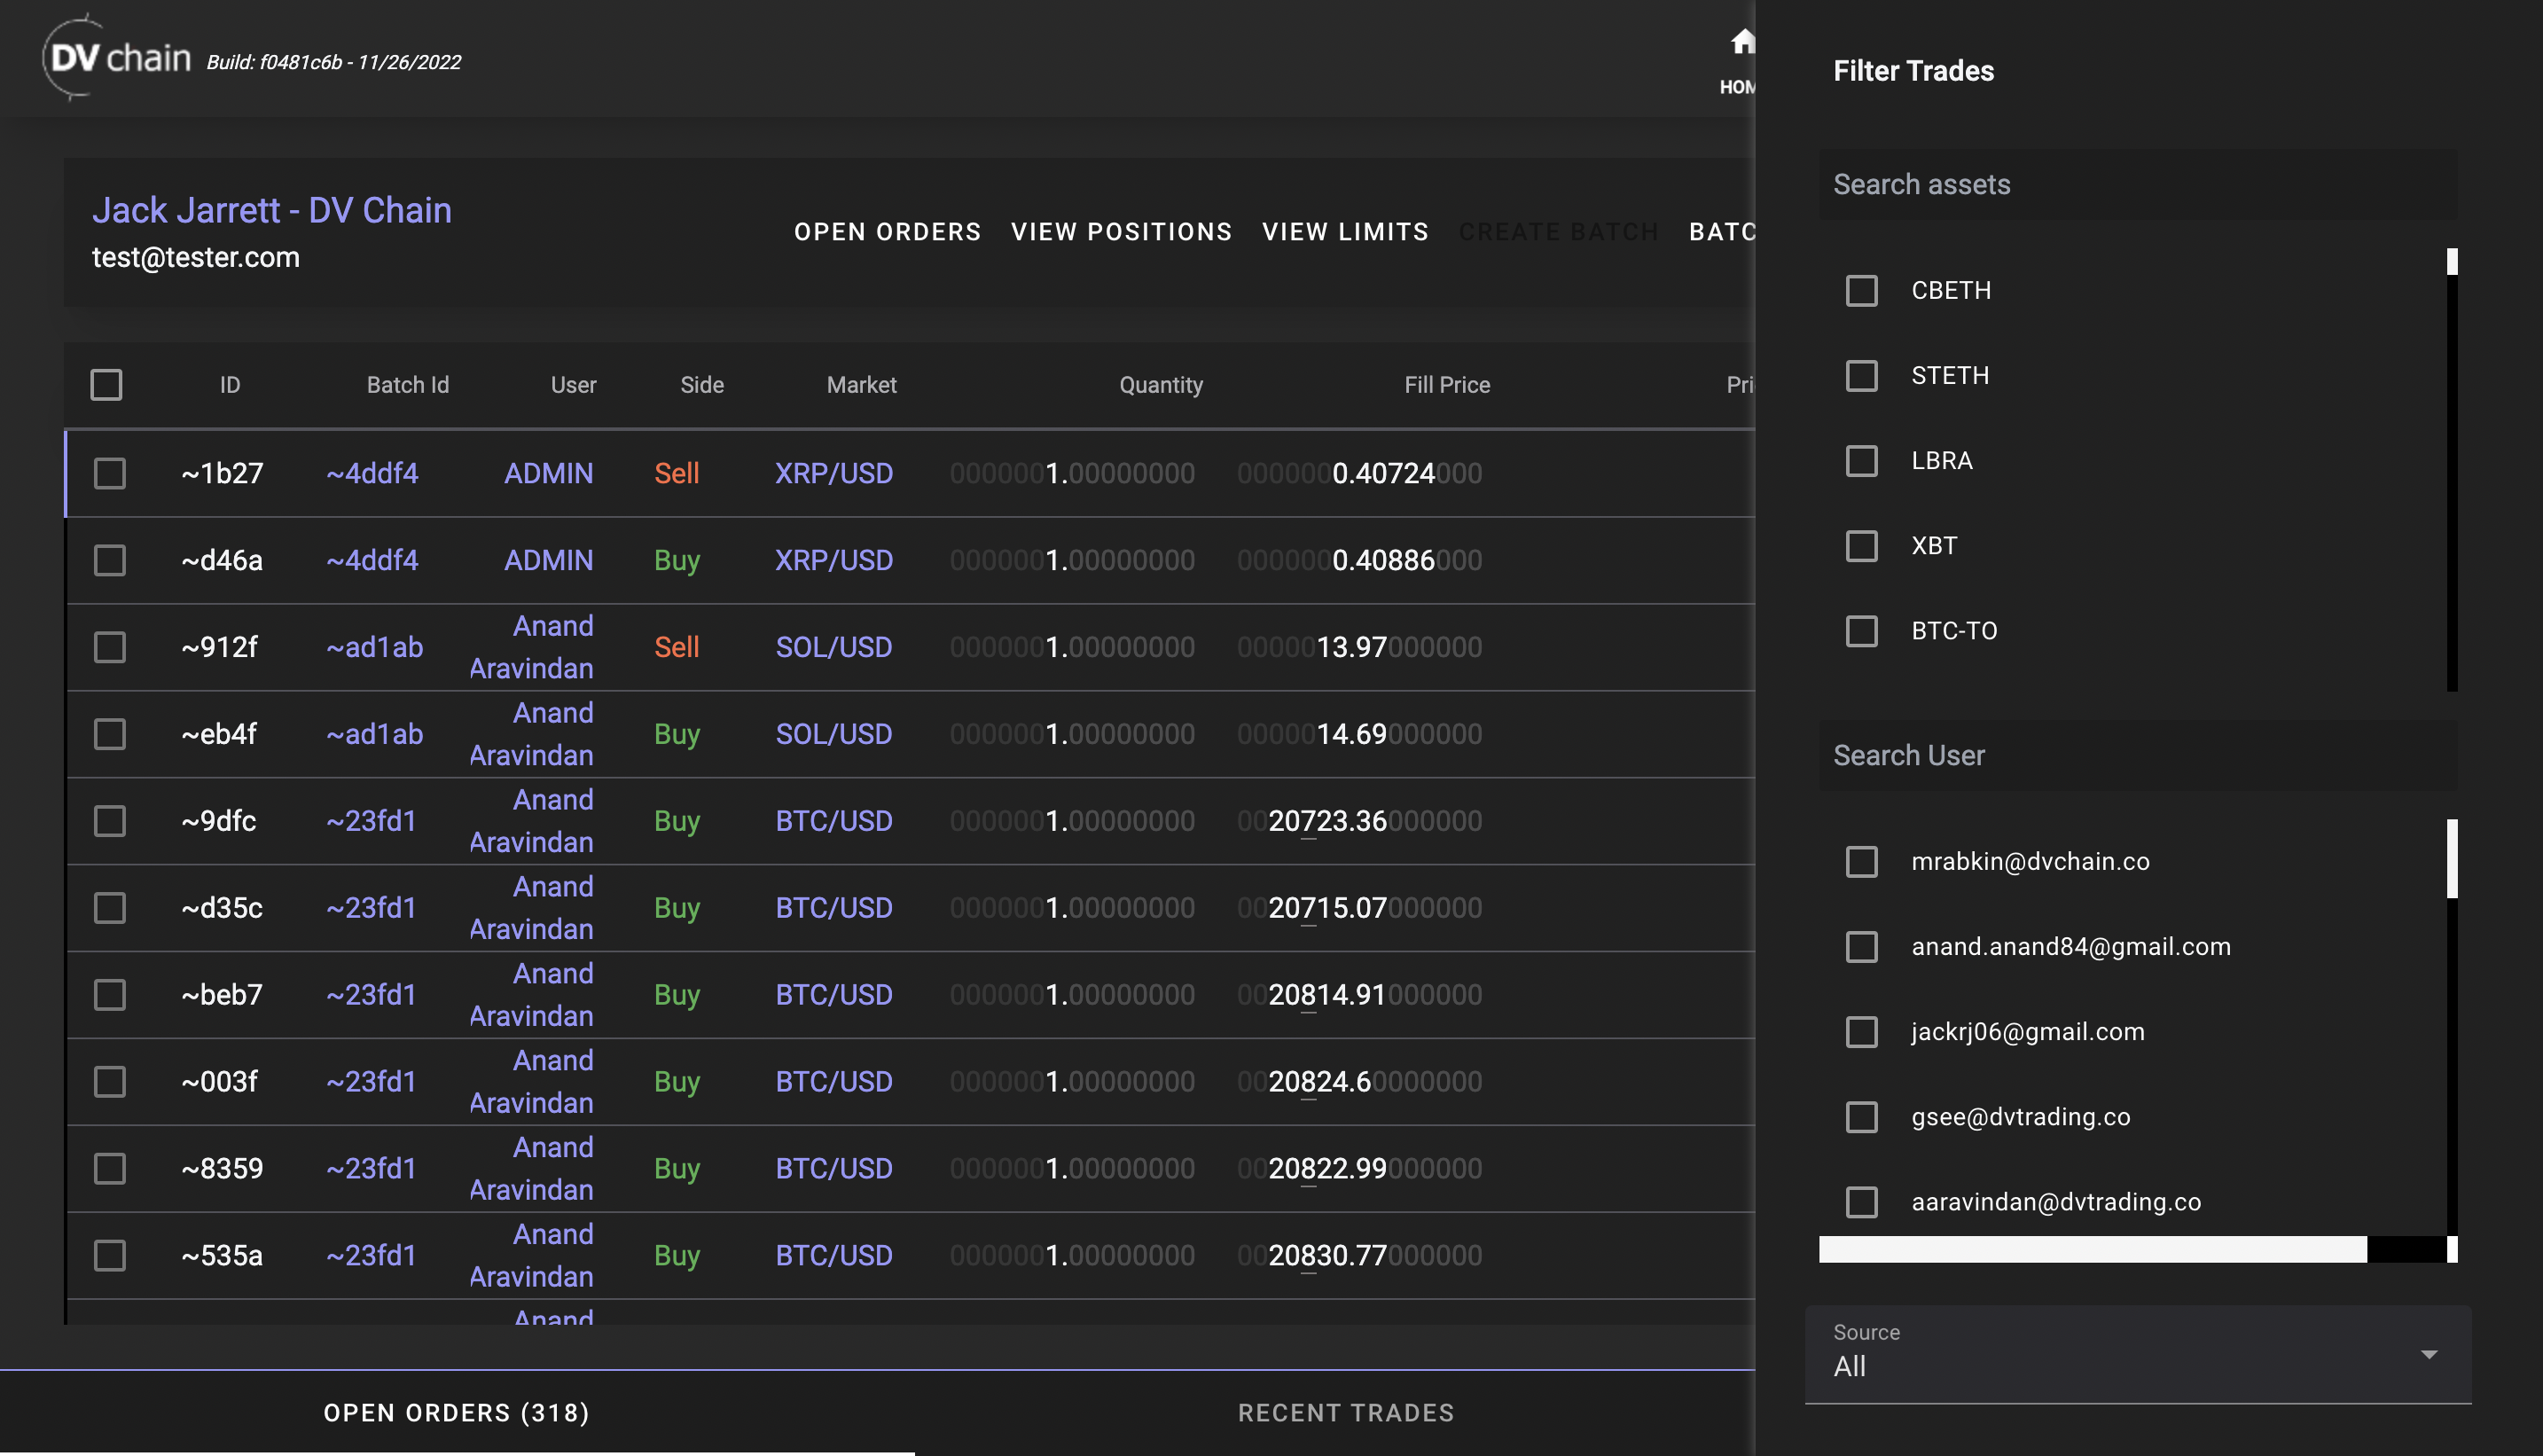 DV chain Build: f0481c6b - 11/26/2022
HOM
Jack Jarrett - DV Chain
test@tester.com
OPEN ORDERS VIEW POSITIONS VIEW LIMITS CREATE BATCH BATC
ID Batch Id User Side Market Quantity Fill Price Pri
~1b27 ~4ddf4 ADMIN Sell XRP/USD 0000001.00000000 0000000.40724000
~d46a ~4ddf4 ADMIN Buy XRP/USD 0000001.00000000 0000000.40886000
~912f ~ad1ab Anand Aravindan Sell SOL/USD 0000001.00000000 0000013.97000000
~eb4f ~ad1ab Anand Aravindan Buy SOL/USD 0000001.00000000 0000014.69000000
~9dfc ~23fd1 Anand Aravindan Buy BTC/USD 0000001.00000000 0020723.36000000
~d35c ~23fd1 Anand Aravindan Buy BTC/USD 0000001.00000000 0020715.07000000
~beb7 ~23fd1 Anand Aravindan Buy BTC/USD 0000001.00000000 0020814.91000000
~003f ~23fd1 Anand Aravindan Buy BTC/USD 0000001.00000000 0020824.60000000
~8359 ~23fd1 Anand Aravindan Buy BTC/USD 0000001.00000000 0020822.99000000
~535a ~23fd1 Anand Aravindan Buy BTC/USD 0000001.00000000 0020830.77000000
Anand
OPEN ORDERS (318) RECENT TRADES
Filter Trades
Search assets
CBETH
STETH
LBRA
XBT
BTC-TO
Search User
mrabkin@dvchain.co
anand.anand84@gmail.com
jackrj06@gmail.com
gsee@dvtrading.co
aaravindan@dvtrading.co
Source
All